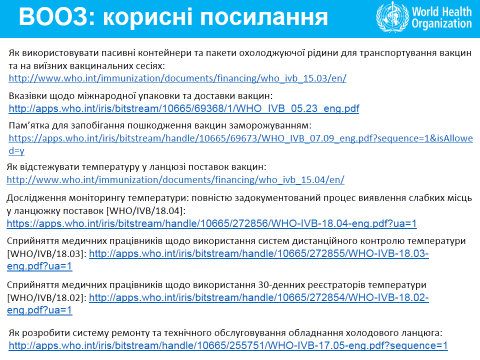 ВООЗ: корисні посилання
World Health
Organization
Як використовувати пасивні контейнери та пакети охолоджуючої рідини для транспортування вакцин
та на виїзних вакцинальних сесіях:
http://www.who.int/immunization/documents/financing/who_ivb_15.03/en/
Вказівки щодо міжнародної упаковки та доставки вакцин:
http://apps.who.int/iris/bitstream/10665/69368/1/WHO_IVB_05.23_eng.pdf
Пам’ятка для запобігання пошкодження вакцин заморожуванням:
https://apps.who.int/iris/bitstream/handle/10665/69673/WHO_IVB_07.09_eng.pdf?sequence=1&isAllowe
d=y
Як відстежувати температуру у ланцюзі поставок вакцин:
http://www.who.int/immunization/documents/financing/who_ivb_15.04/en/
Дослідження моніторингу температури: повністю задокументований процес виявлення слабких місць
у ланцюжку поставок [WHO/IVB/18.04]:
https://apps.who.int/iris/bitstream/handle/10665/272856/WHO-IVB-18.04-eng.pdf?ua=1
Сприйняття медичних працівників щодо використання систем дистанційного контролю температури
[WHO/IVB/18.03]: http://apps.who.int/iris/bitstream/handle/10665/272855/WHO-IVB-18.03-
eng.pdf?ua=1
Сприйняття медичних працівників щодо використання 30-денних реєстраторів температури
[WHO/IVB/18.02]: http://apps.who.int/iris/bitstream/handle/10665/272854/WHO-IVB-18.02-
eng.pdf?ua=1
Як розробити систему ремонту та технічного обслуговування обладнання холодового ланцюга:
http://apps.who.int/iris/bitstream/handle/10665/255751/WHO-IVB-17.05-eng.pdf?sequence=1